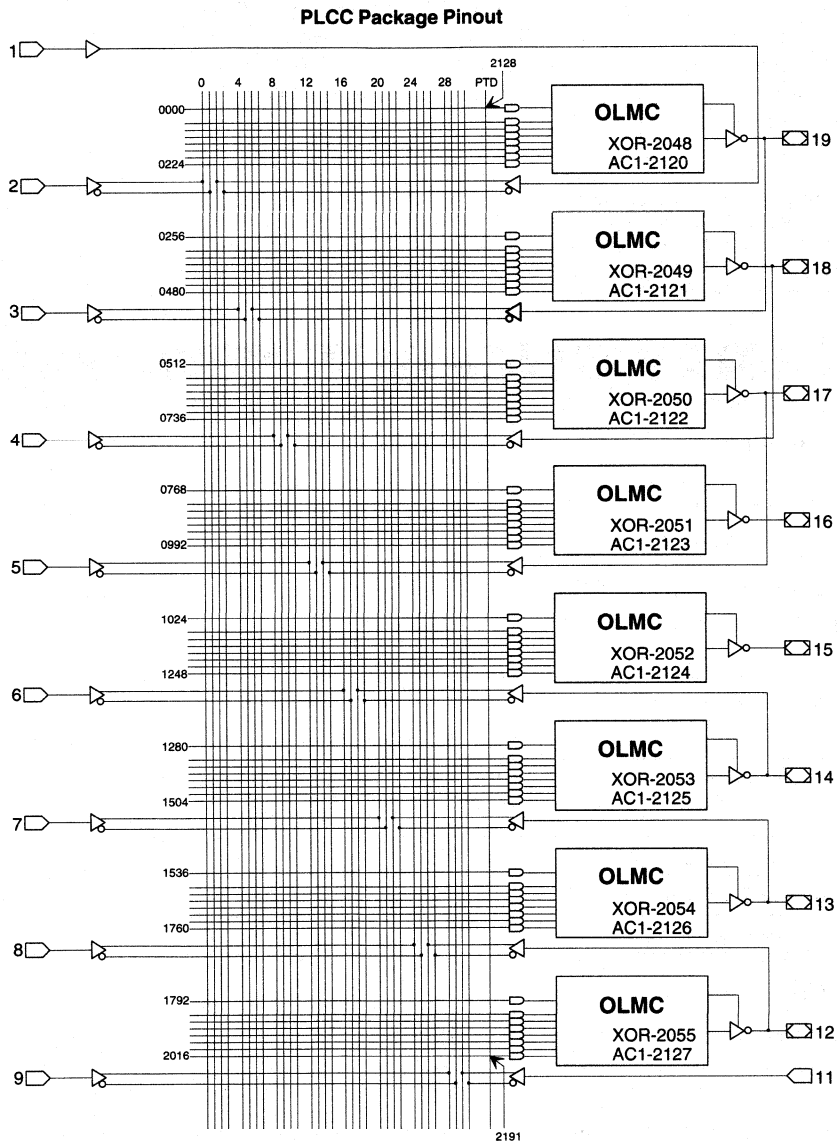 PLCC Package Pinout
1
2128
0 4 8 12 16 20 24 28 PTD
0000
OLMC
XOR-2048
19
0224
AC1-2120
2
0256
OLMC
18
XOR-2049
0480
AC1-2121
3
0512
OLMC
17
XOR-2050
0736
AC1-2122
4
0768
OLMC
16
XOR-2051
0992
AC1-2123
5
1024
OLMC
15
XOR-2052
1248
AC1-2124
6
1280
OLMC
14
XOR-2053
1504
AC1-2125
7
1536
OLMC
13
XOR-2054
1760
AC1-2126
8
1792
OLMC
12
XOR-2055
2016
AC1-2127
9
11
2191